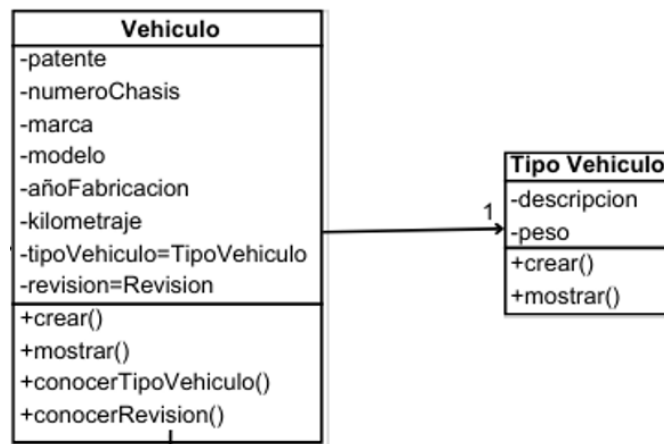 Vehiculo
-patente
-numeroChasis
-marca
-modelo
-añoFabricacion
-kilometraje
-tipoVehiculo=TipoVehiculo
-revision=Revision
+crear()
+mostrar()
+conocerTipoVehiculo()
+conocerRevision()
1
Tipo Vehiculo
-descripcion
-peso
+crear()
+mostrar()